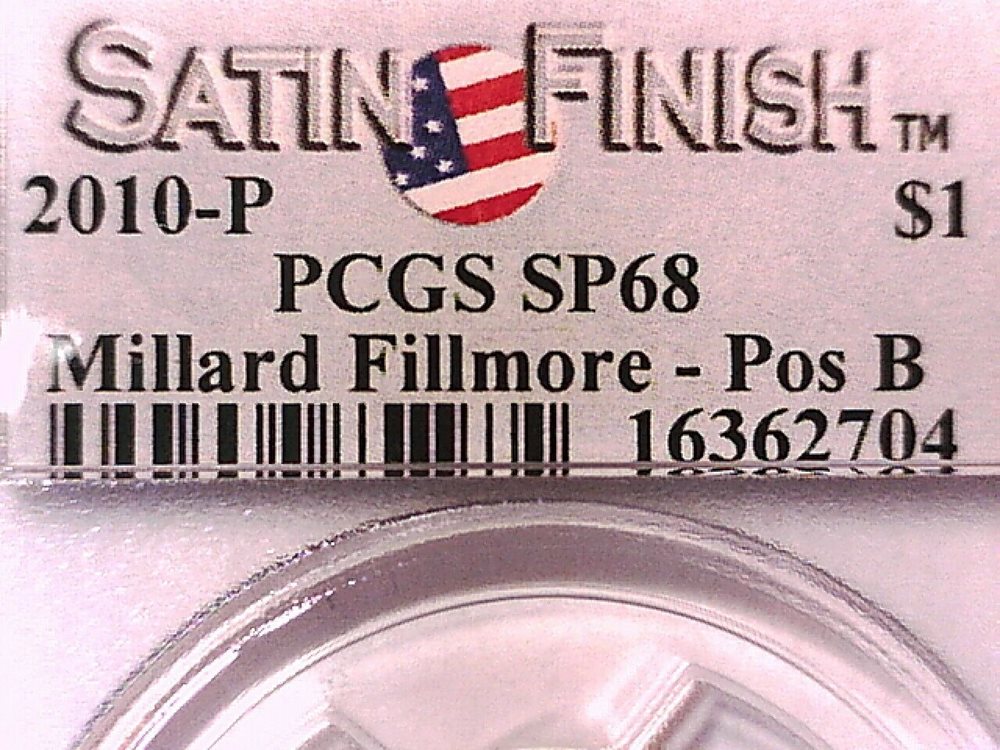 SATIN FINISH™
2010-P $1
PCGS SP68
Millard Fillmore - Pos B
16362704